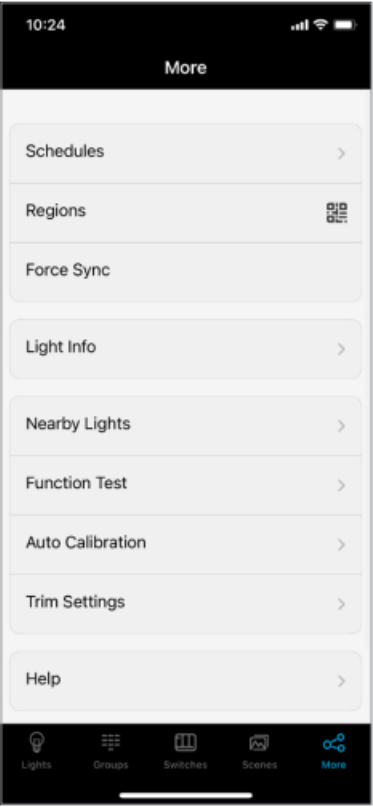 10:24
More
Schedules
Regions
Force Sync
Light Info
Nearby Lights
Function Test
Auto Calibration
Trim Settings
Help
Lights Groups Switches Scenes More